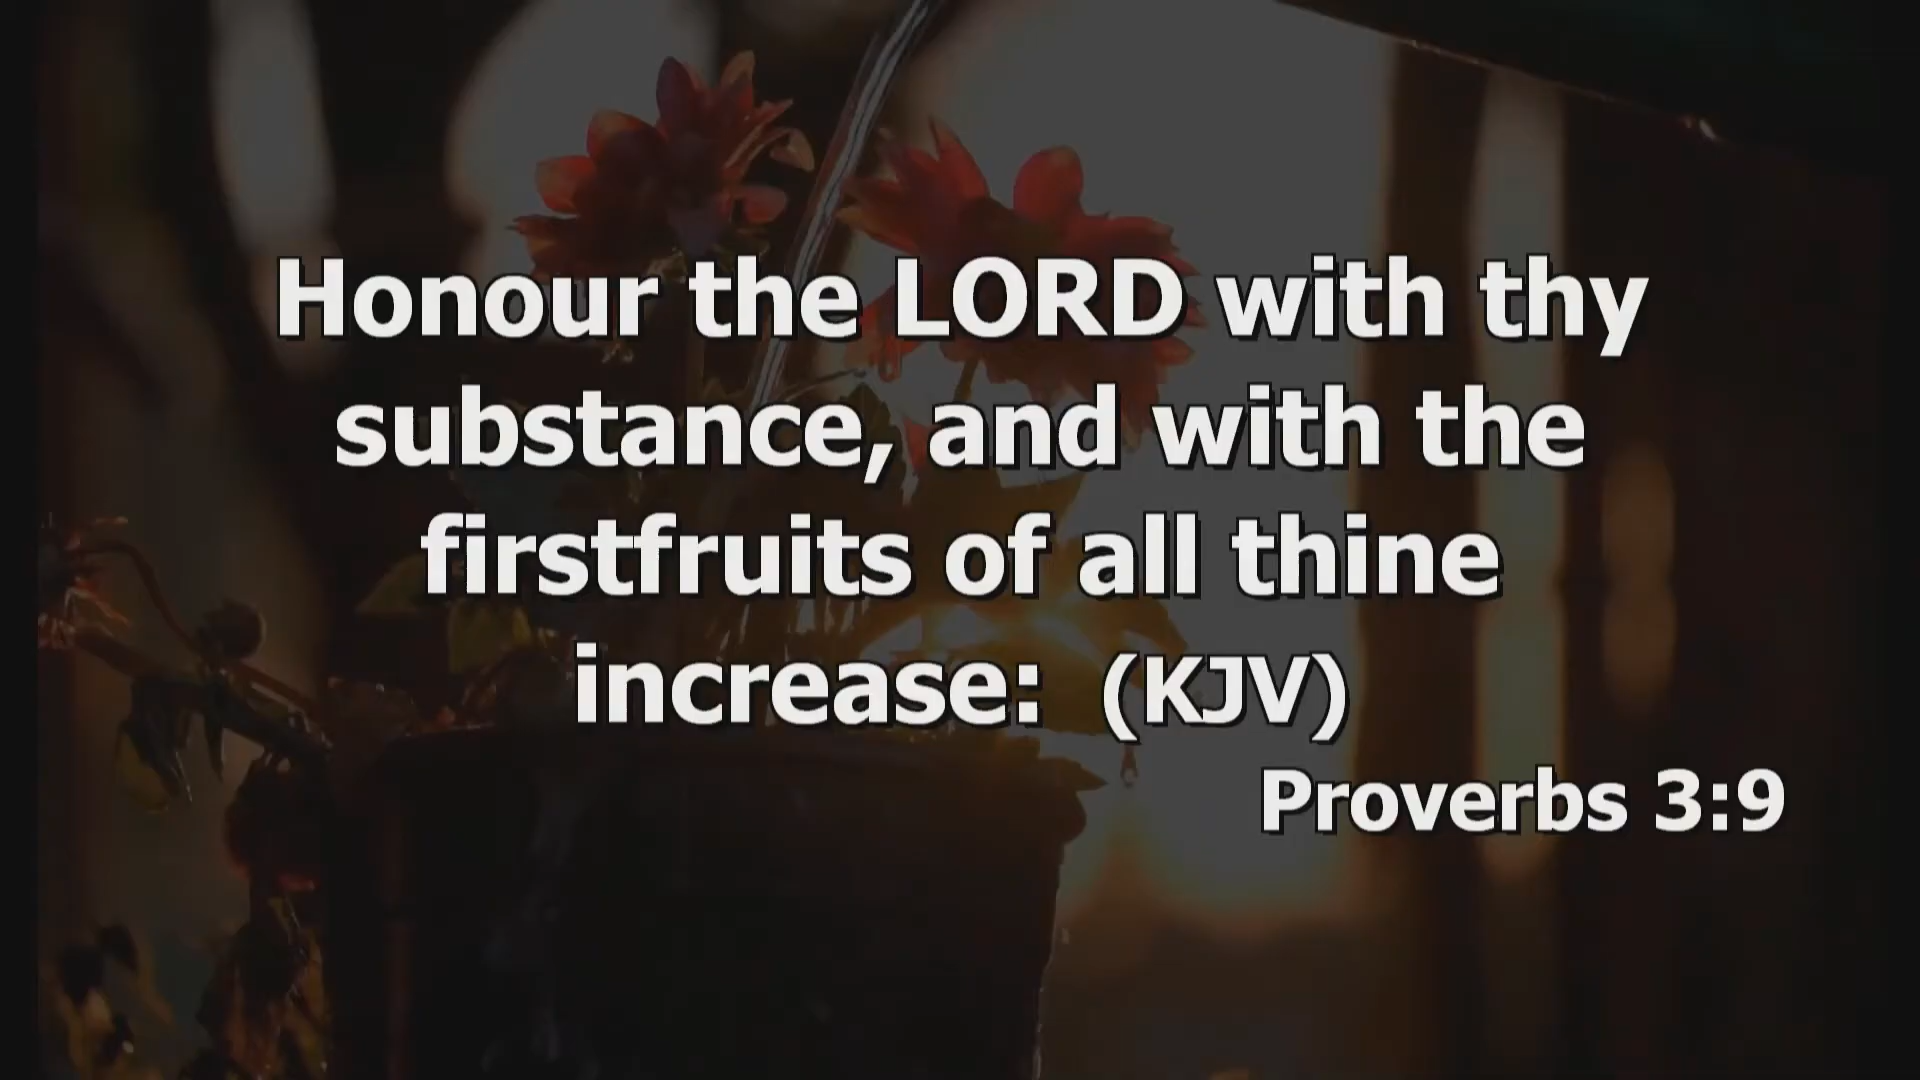 Honour the LORD with thy
substance, and with the
firstfruits of all thine
increase: (KJV)
Proverbs 3:9